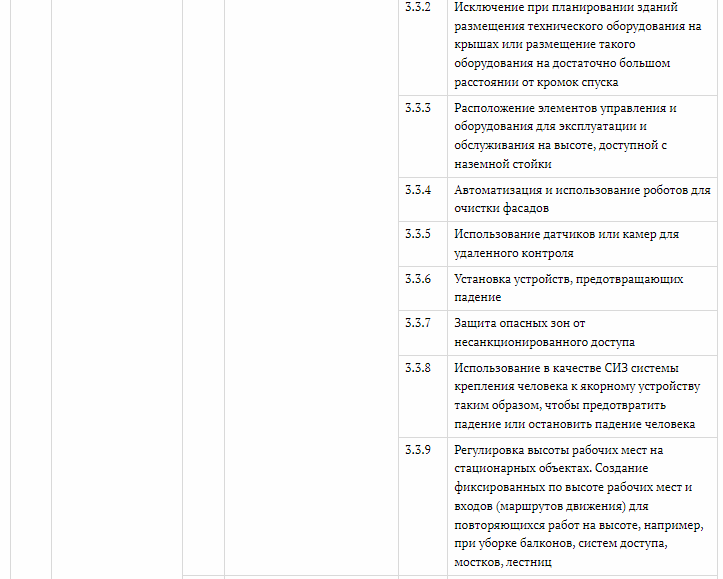 3.3.2 Исключение при планировании зданий
размещения технического оборудования на
крышах или размещение такого
оборудования на достаточно большом
расстоянии от кромок спуска
3.3.3 Расположение элементов управления и
оборудования для эксплуатации и
обслуживания на высоте, доступной с
наземной стойки
3.3.4 Автоматизация и использование роботов для
очистки фасадов
3.3.5 Использование датчиков или камер для
удаленного контроля
3.3.6 Установка устройств, предотвращающих
падение
3.3.7 Защита опасных зон от
несанкционированного доступа
3.3.8 Использование в качестве СИЗ системы
крепления человека к якорному устройству
таким образом, чтобы предотвратить
падение или остановить падение человека
3.3.9 Регулировка высоты рабочих мест на
стационарных объектах. Создание
фиксированных по высоте рабочих мест и
входов (маршрутов движения) для
повторяющихся работ на высоте, например,
при уборке балконов, систем доступа,
мостков, лестниц